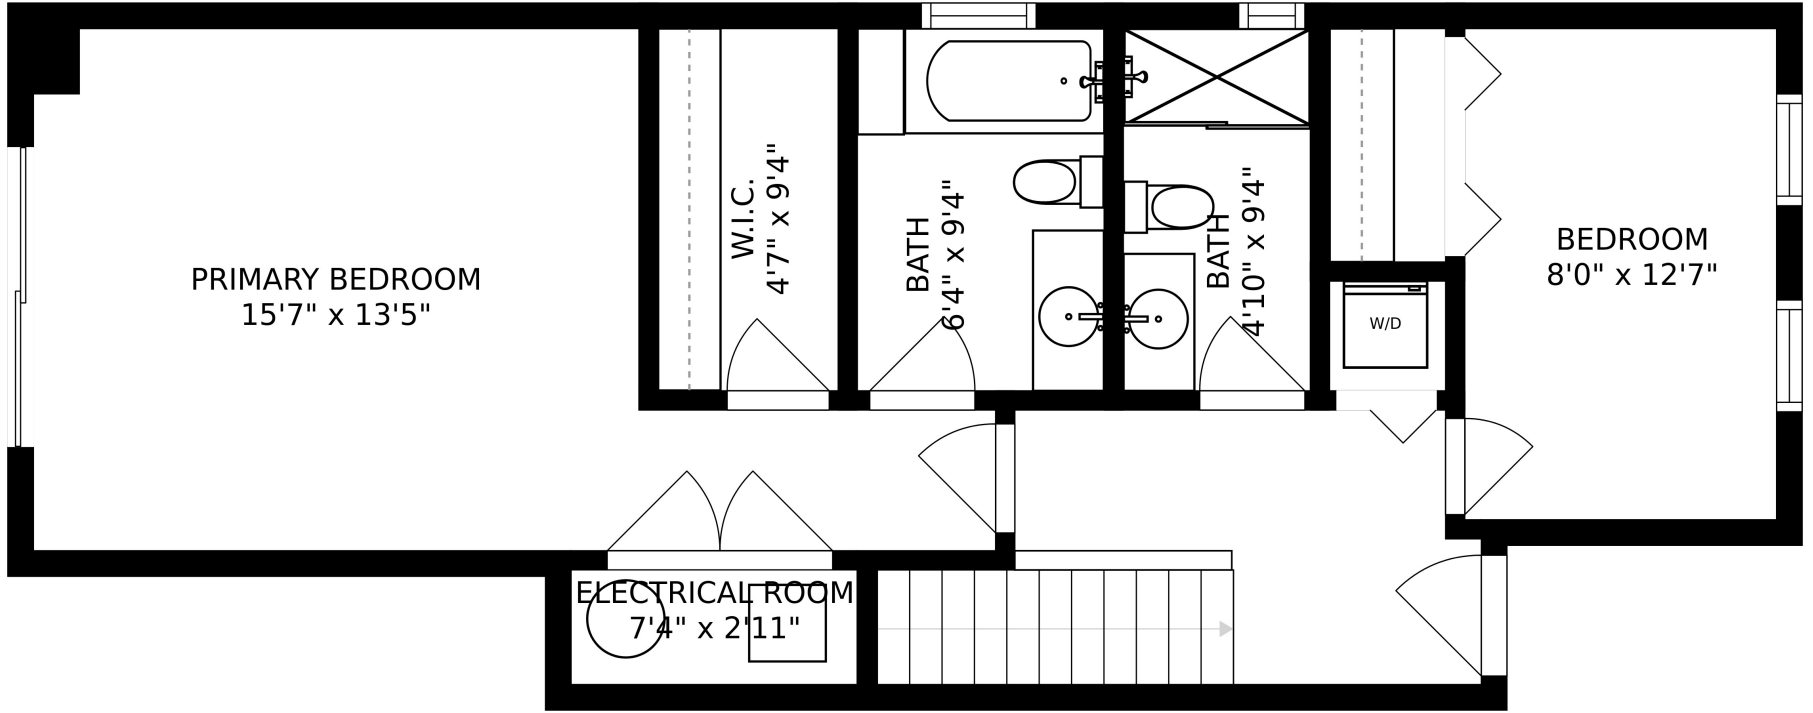 PRIMARY BEDROOM
15'7" x 13'5"
W.I.C.
4'7" x 9'4"
BATH
6'4" x 9'4"
BATH
4'10" x 9'4"
BEDROOM
8'0" x 12'7"
W/D
ELECTRICAL ROOM
7'4" x 2'11"